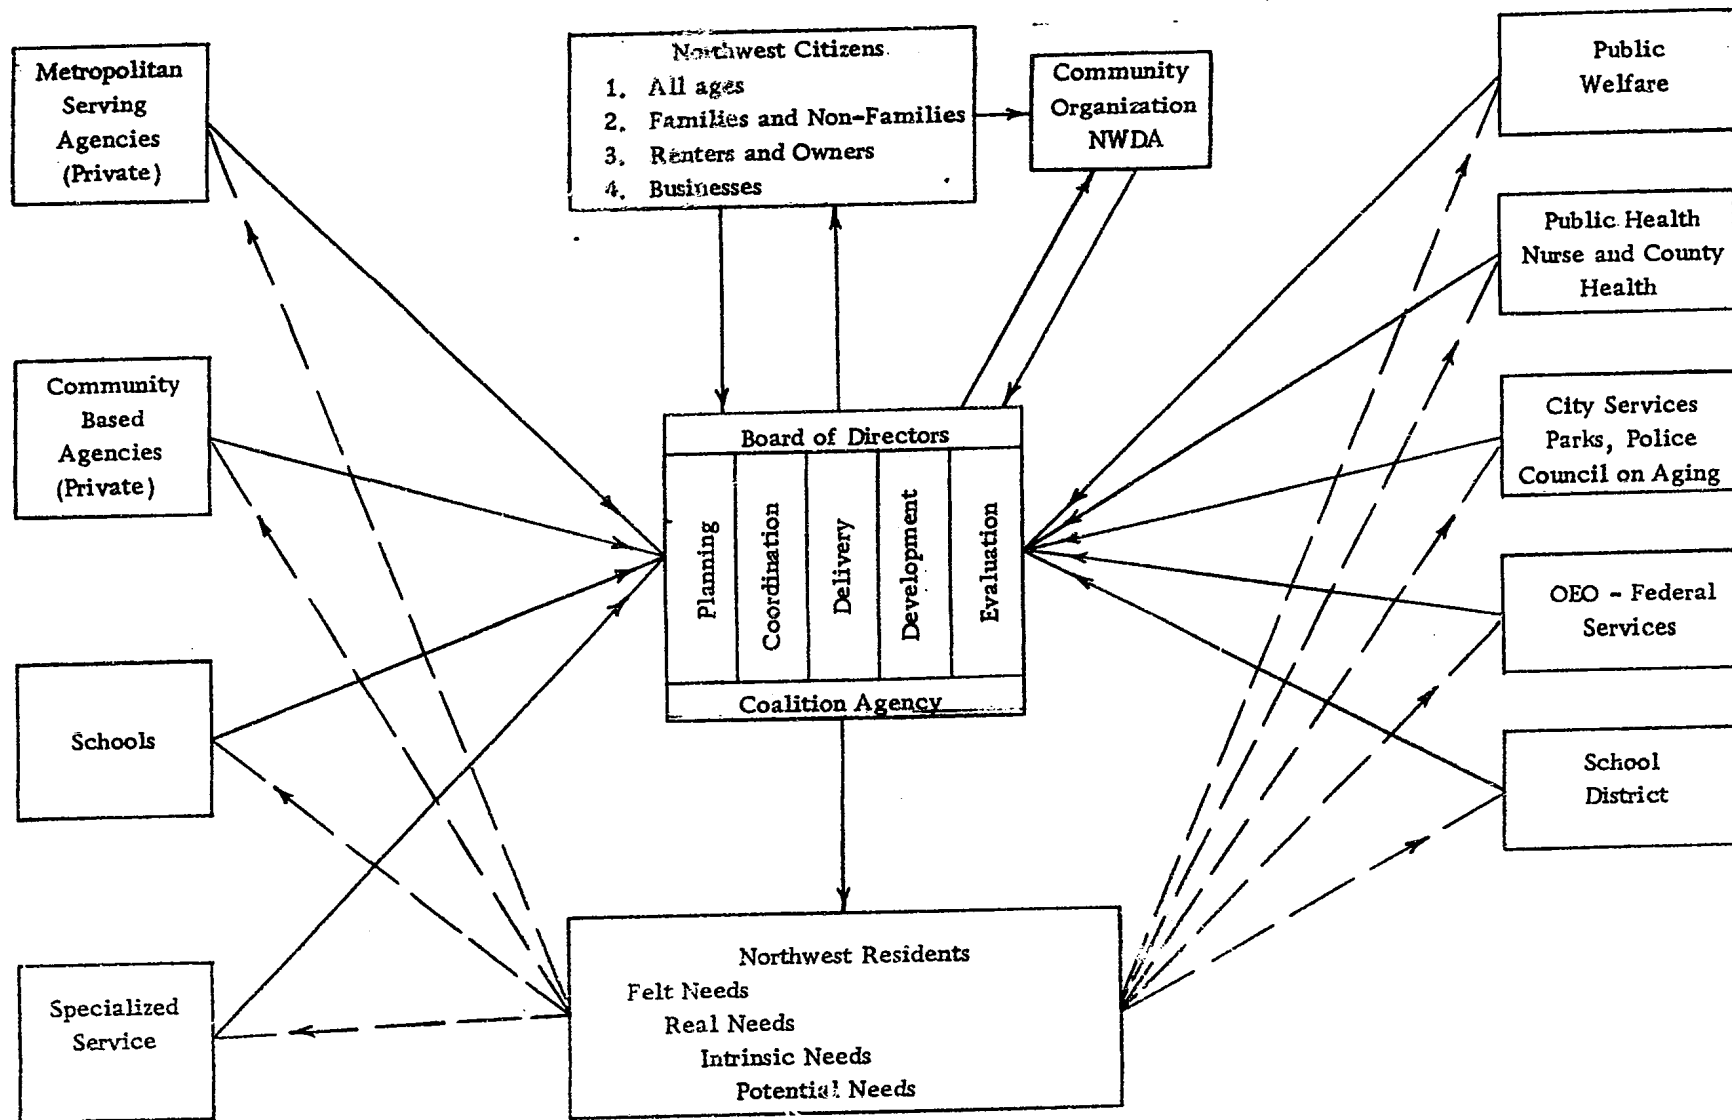 Metropolitan
Serving
Agencies
(Private)
Northwest Citizens
1. All ages
2. Families and Non-Families
3. Renters and Owners
4. Businesses
Community
Organization
NWDA
Public
Welfare
Public Health
Nurse and County
Health
Community
Based
Agencies
(Private)
Board of Directors
Planning
Coordination
Delivery
Development
Evaluation
Coalition Agency
City Services
Parks, Police
Council on Aging
OEO - Federal
Services
Schools
School
District
Specialized
Service
Northwest Residents
Felt Needs
Real Needs
Intrinsic Needs
Potential Needs